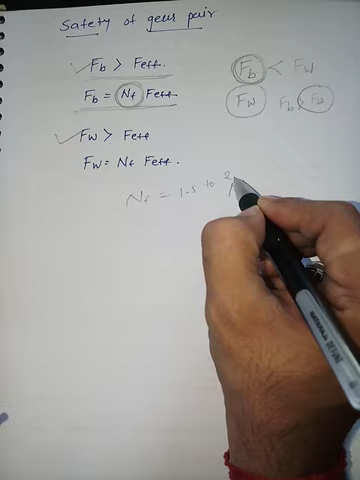 Safety of gear pair
Fb > Feff.
Fb = Nf Feff.
Fw > Feff
Fw = Nf Feff.
Fb < Fw
Fw Fb > Fw
Nf = 1.5 to 2
NATARAJ